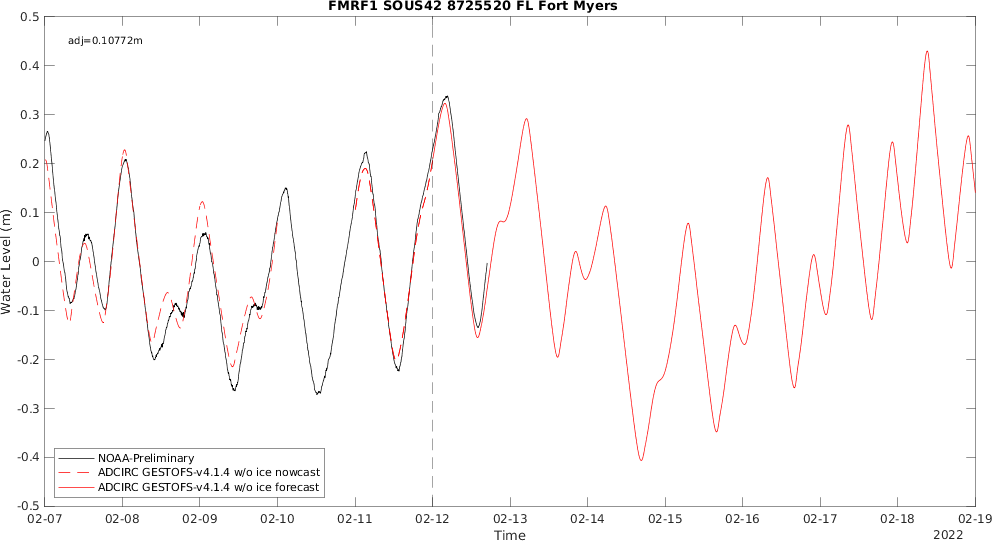 FMRF1 SOUS42 8725520 FL Fort Myers
adj=0.10772m
Water Level (m)
0.5
0.4
0.3
0.2
0.1
0
-0.1
-0.2
-0.3
-0.4
-0.5
NOAA-Preliminary
ADCIRC GESTOFS-v4.1.4 w/o ice nowcast
ADCIRC GESTOFS-v4.1.4 w/o ice forecast
02-07 02-08 02-09 02-10 02-11 02-12 02-13 02-14 02-15 02-16 02-17 02-18 02-19
Time
2022